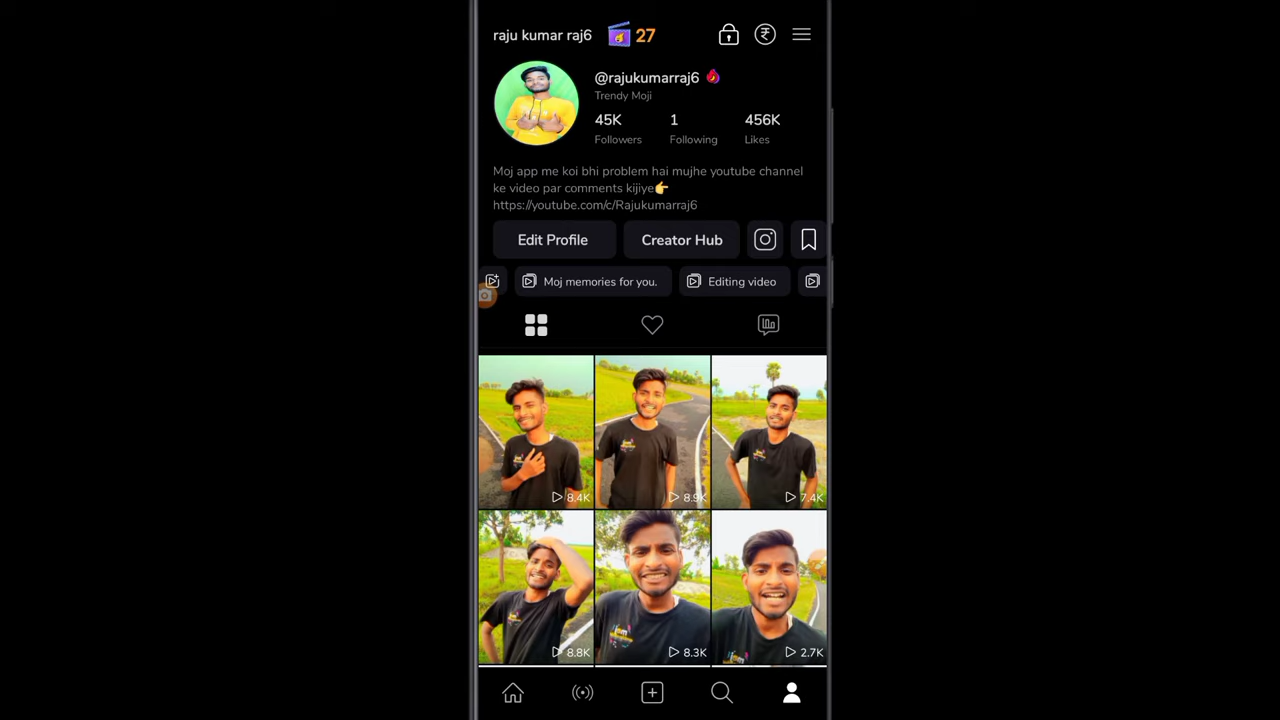 raju kumar raj6 27
@rajukumarraj6
Trendy Moji
45K 1 456K
Followers Following Likes
Moj app me koi bhi problem hai mujhe youtube channel
ke video par comments kijiye👉
https://youtube.com/c/Rajukumarraj6
Edit Profile Creator Hub
Moj memories for you. Editing video
8.4K 8.9K 7.4K
8.8K 8.3K 2.7K